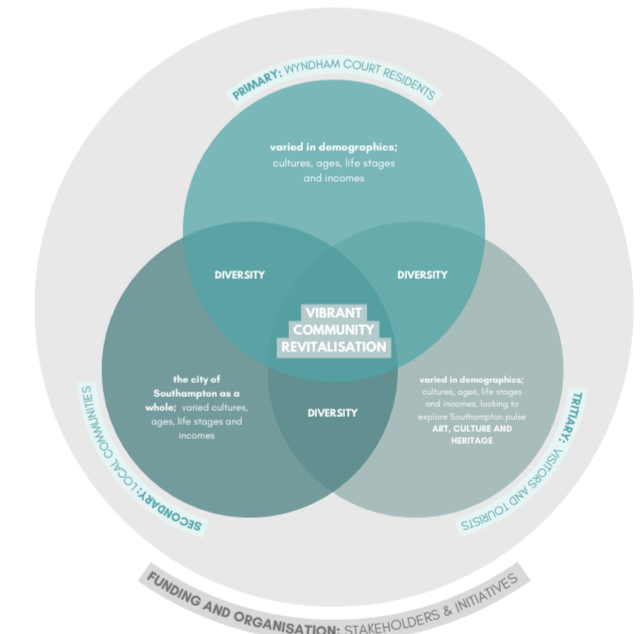 PRIMARY: WYNDHAM COURT RESIDENTS
varied in demographics;
cultures, ages, life stages
and incomes
DIVERSITY
DIVERSITY
VIBRANT
COMMUNITY
REVITALISATION
the city of
Southampton as a
whole; varied cultures,
ages, life stages and
incomes
DIVERSITY
varied in demographics;
cultures, ages, life stages
and incomes, looking to
explore Southampton pulse
ART, CULTURE AND
HERITAGE
SECONDARY: LOCAL COMMUNITIES
TRITIARY: VISITORS AND TOURISTS
FUNDING AND ORGANISATION: STAKEHOLDERS & INITIATIVES